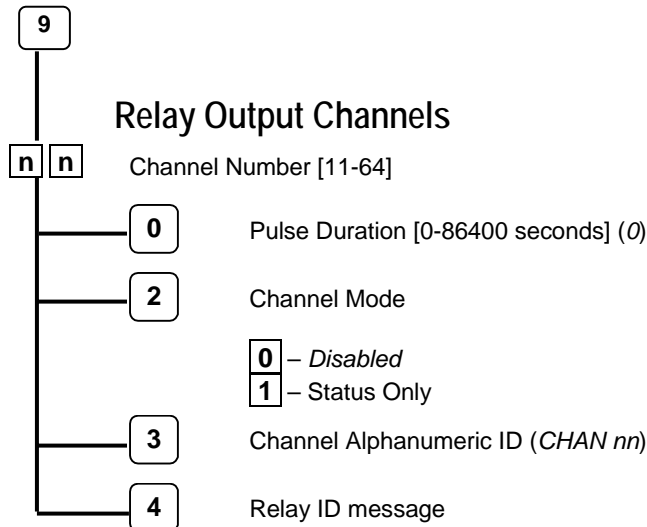 9
Relay Output Channels
n n Channel Number [11-64]
0 Pulse Duration [0-86400 seconds] (0)
2 Channel Mode
0 – Disabled
1 – Status Only
3 Channel Alphanumeric ID (CHAN nn)
4 Relay ID message